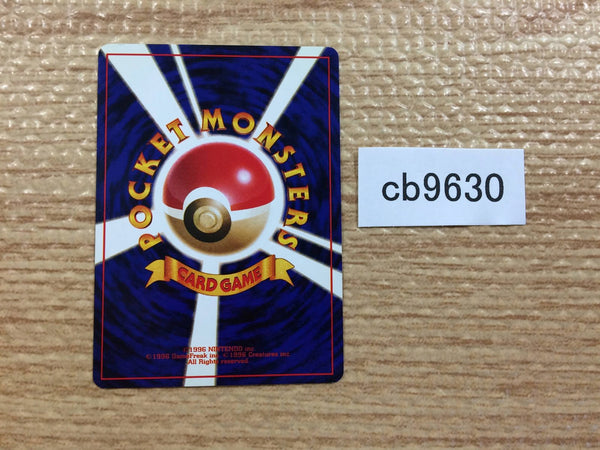 POCKET MONSTERS
CARD GAME
©1996 NINTENDO inc.
©1996 GameFreak inc. ©1996 Creatures inc.
All Rights reserved.
cb9630